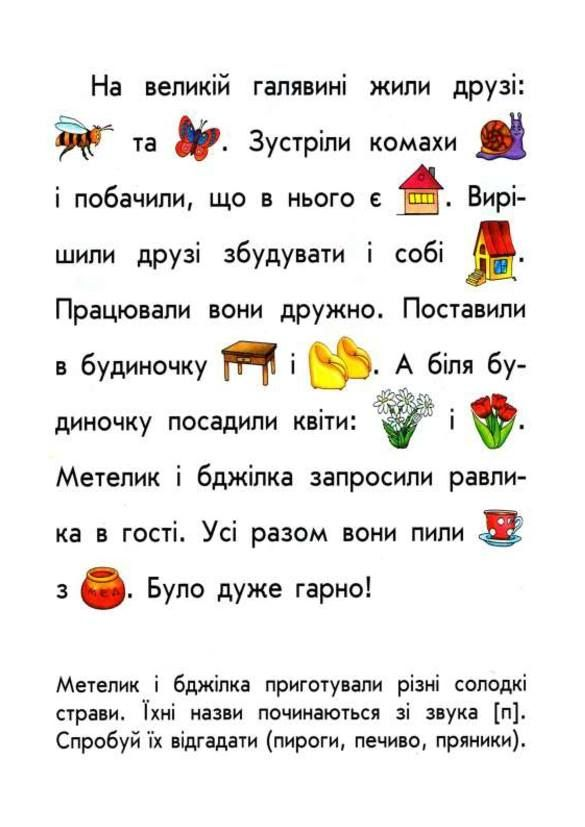 На великій галявині жили друзі:
та . Зустріли комахи
і побачили, що в нього є . Вирі-
шили друзі збудувати і собі .
Працювали вони дружно. Поставили
в будиночку і . А біля бу-
диночку посадили квіти: і .
Метелик і бджілка запросили равли-
ка в гості. Усі разом вони пили
з МЕД . Було дуже гарно!
Метелик і бджілка приготували різні солодкі
страви. Їхні назви починаються зі звука [п].
Спробуй їх відгадати (пироги, печиво, пряники).